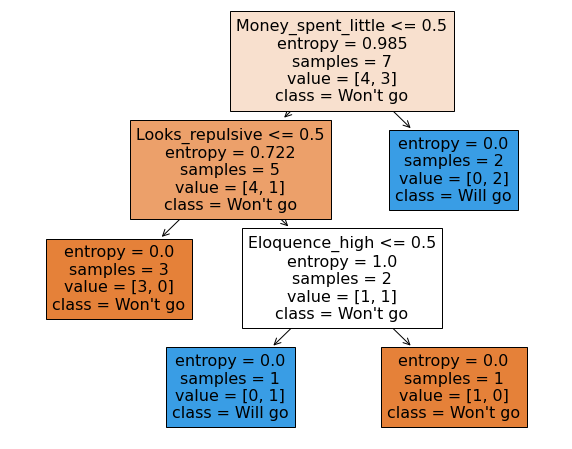 Money_spent_little <= 0.5
entropy = 0.985
samples = 7
value = [4, 3]
class = Won't go
Looks_repulsive <= 0.5
entropy = 0.722
samples = 5
value = [4, 1]
class = Won't go
entropy = 0.0
samples = 2
value = [0, 2]
class = Will go
entropy = 0.0
samples = 3
value = [3, 0]
class = Won't go
Eloquence_high <= 0.5
entropy = 1.0
samples = 2
value = [1, 1]
class = Won't go
entropy = 0.0
samples = 1
value = [0, 1]
class = Will go
entropy = 0.0
samples = 1
value = [1, 0]
class = Won't go